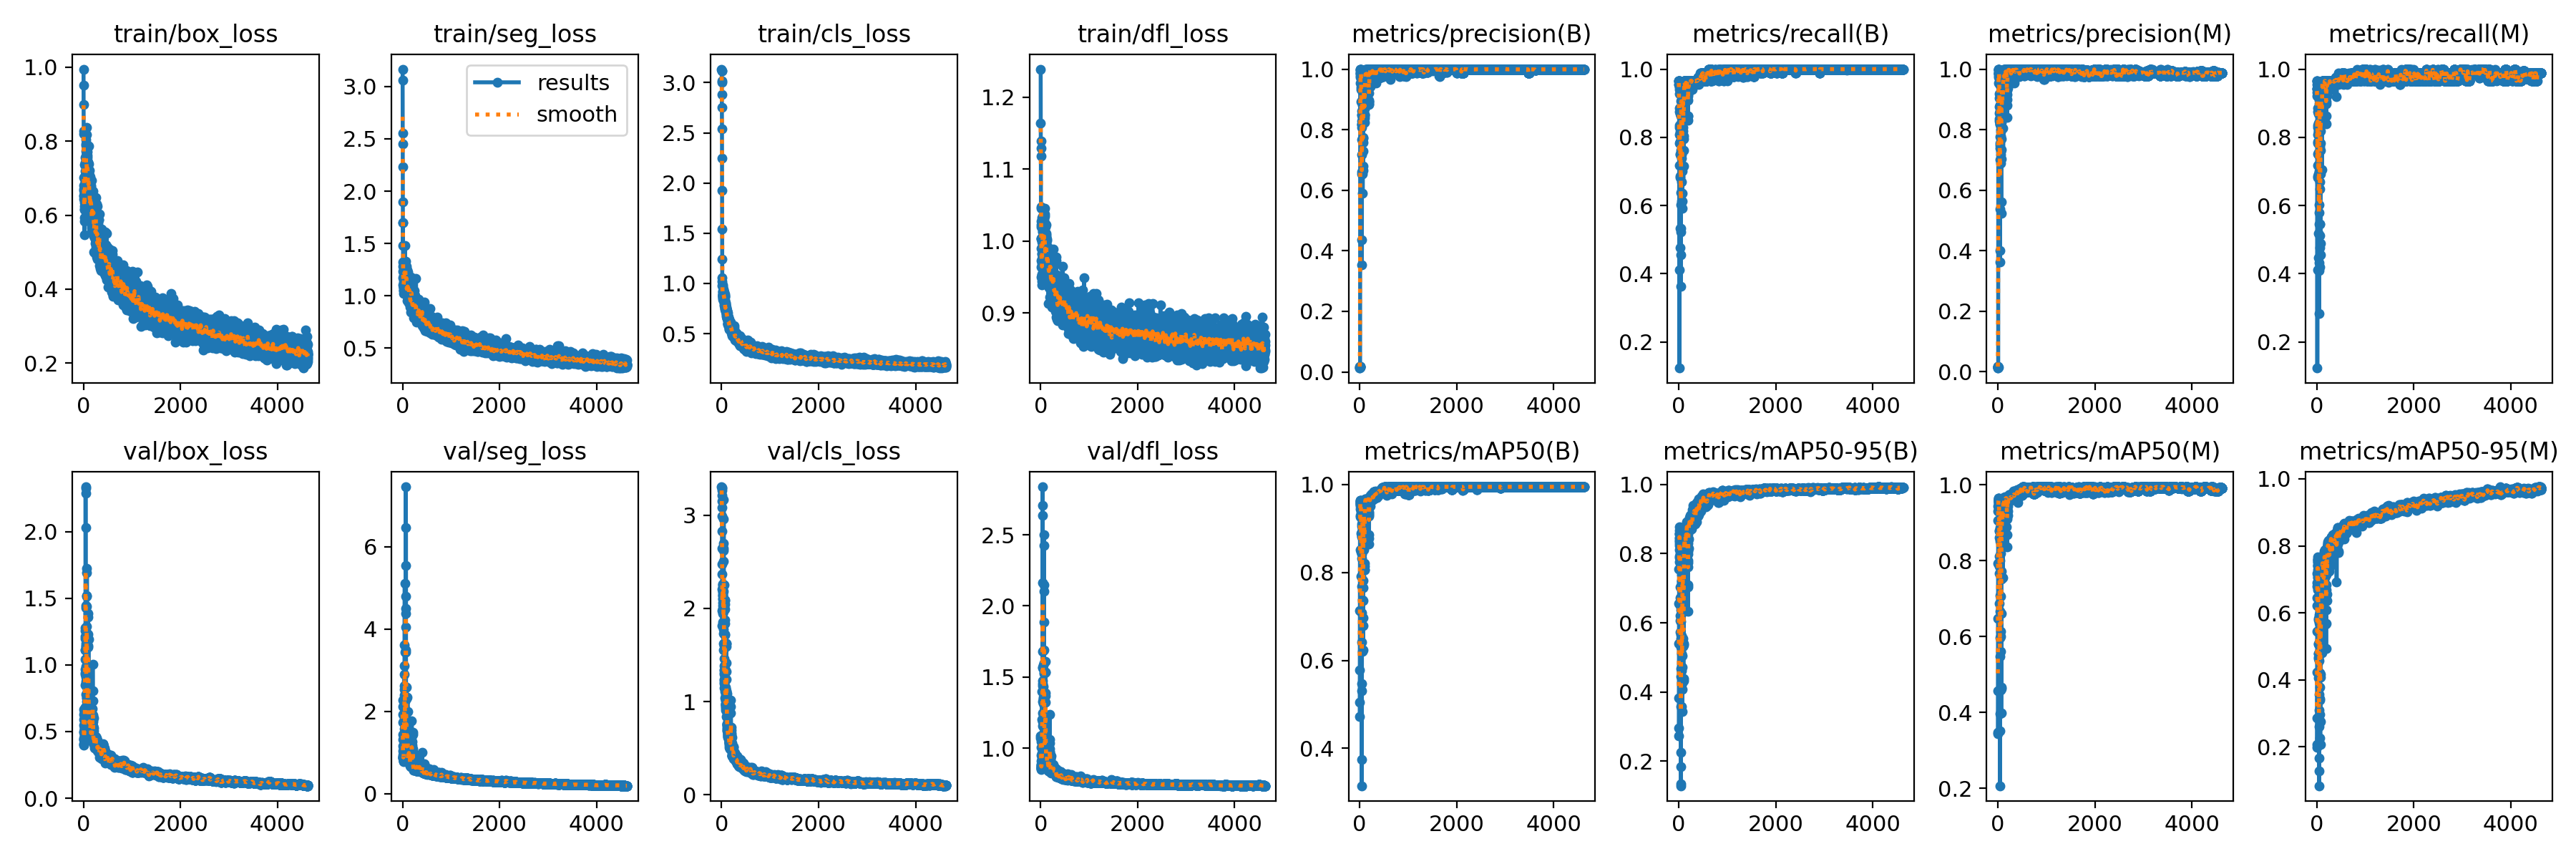 train/box_loss
1.0
0.8
0.6
0.4
0.2
0 2000 4000
train/seg_loss
results
smooth
3.0
2.5
2.0
1.5
1.0
0.5
0 2000 4000
train/cls_loss
3.0
2.5
2.0
1.5
1.0
0.5
0 2000 4000
train/dfl_loss
1.2
1.1
1.0
0.9
0 2000 4000
metrics/precision(B)
1.0
0.8
0.6
0.4
0.2
0.0
0 2000 4000
metrics/recall(B)
1.0
0.8
0.6
0.4
0.2
0 2000 4000
metrics/precision(M)
1.0
0.8
0.6
0.4
0.2
0.0
0 2000 4000
metrics/recall(M)
1.0
0.8
0.6
0.4
0.2
0 2000 4000
val/box_loss
2.0
1.5
1.0
0.5
0.0
0 2000 4000
val/seg_loss
6
4
2
0
0 2000 4000
val/cls_loss
3
2
1
0
0 2000 4000
val/dfl_loss
2.5
2.0
1.5
1.0
0 2000 4000
metrics/mAP50(B)
1.0
0.8
0.6
0.4
0 2000 4000
metrics/mAP50-95(B)
1.0
0.8
0.6
0.4
0.2
0 2000 4000
metrics/mAP50(M)
1.0
0.8
0.6
0.4
0.2
0 2000 4000
metrics/mAP50-95(M)
1.0
0.8
0.6
0.4
0.2
0 2000 4000